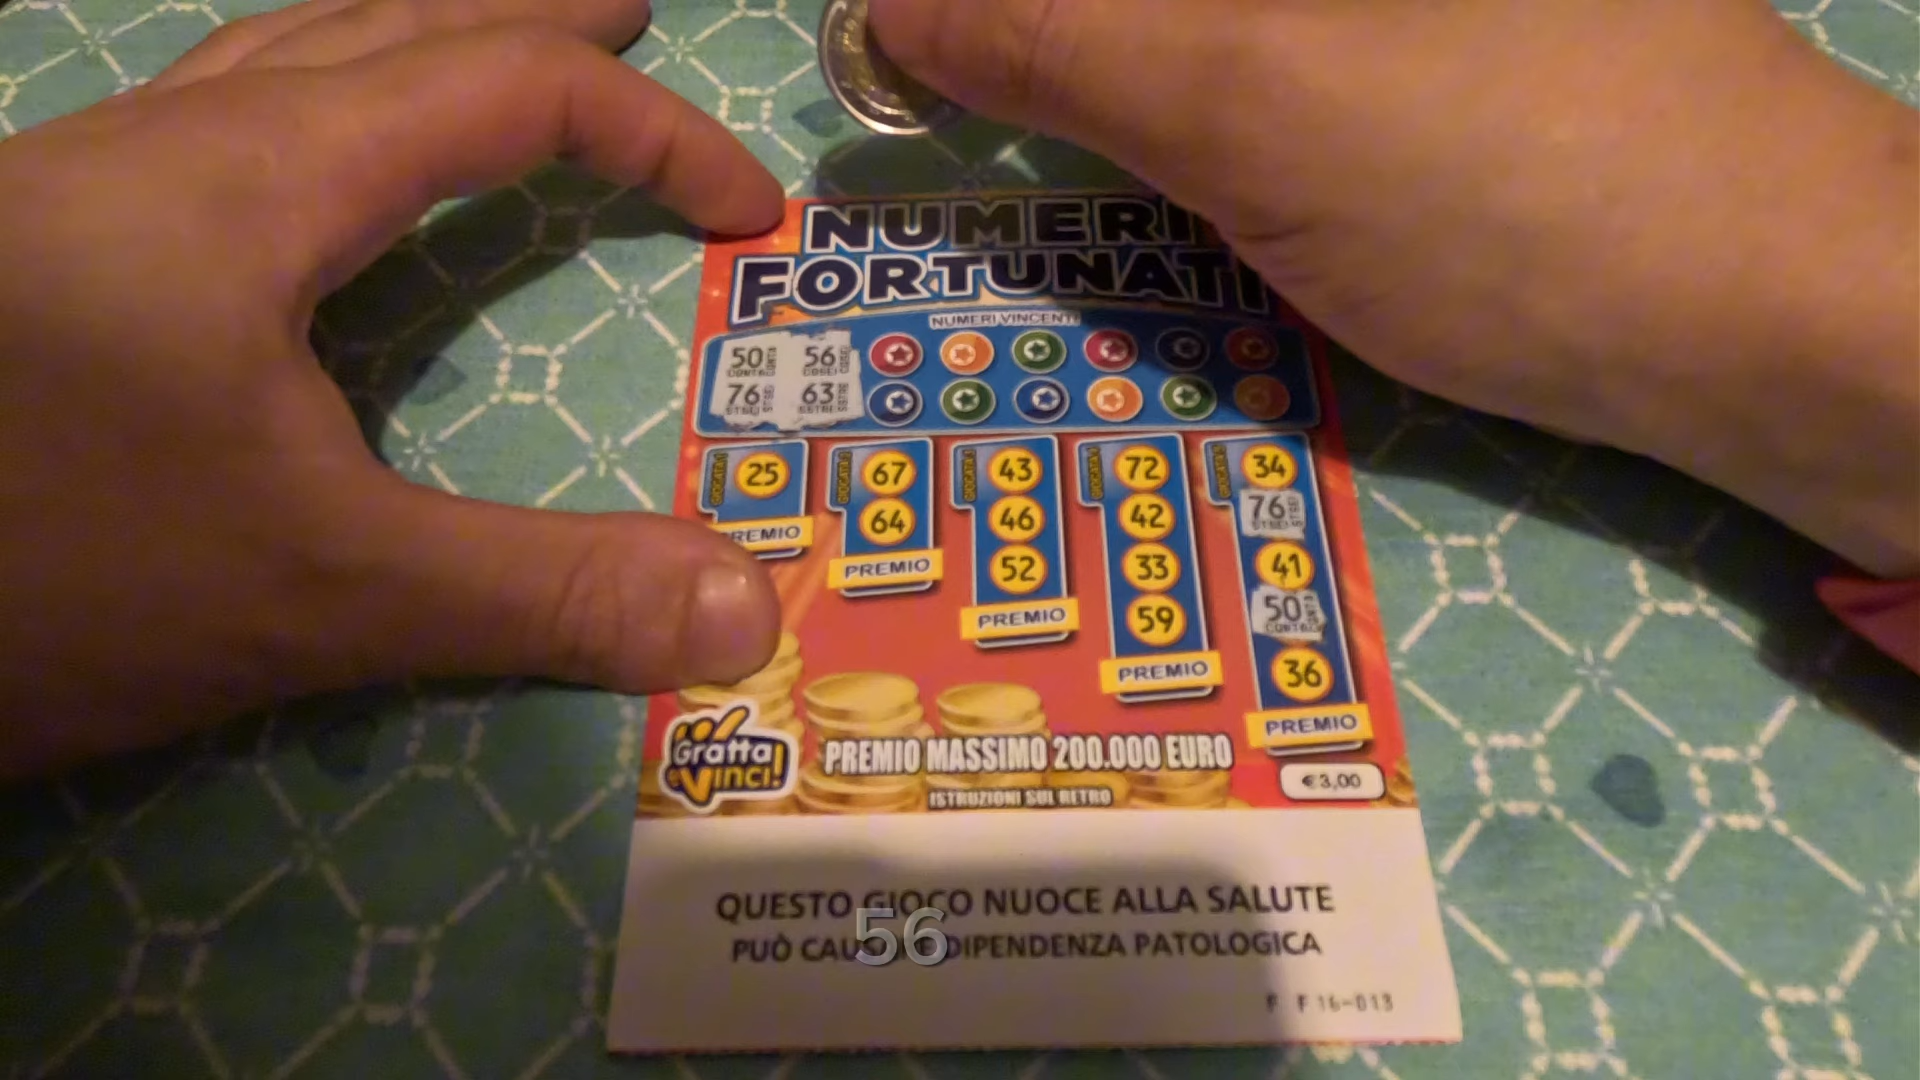 NUMERI
FORTUNATI
NUMERI VINCENTI
50 56
76 63
25
PREMIO
67
64
PREMIO
43
46
52
PREMIO
72
42
33
59
PREMIO
34
76
41
50
36
PREMIO
Gratta
e Vinci!
PREMIO MASSIMO 200.000 EURO
ISTRUZIONI SUL RETRO
€3,00
QUESTO GIOCO NUOCE ALLA SALUTE
56
PUÒ CAUSARE DIPENDENZA PATOLOGICA
F F 16-013